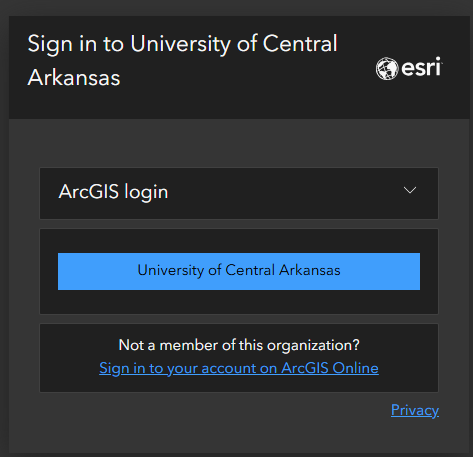 Sign in to University of Central
Arkansas
esri
ArcGIS login
University of Central Arkansas
Not a member of this organization?
Sign in to your account on ArcGIS Online
Privacy